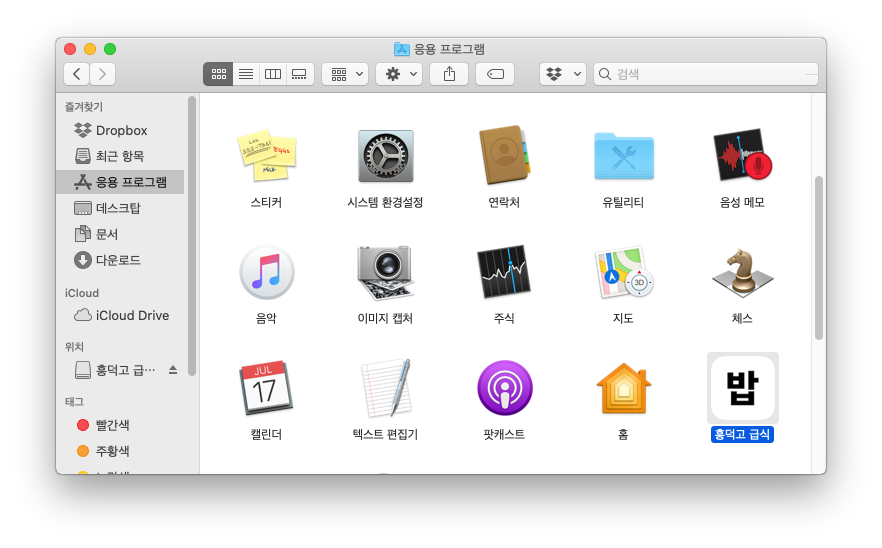 응용 프로그램
검색
즐겨찾기
Dropbox
최근 항목
응용 프로그램
데스크탑
문서
다운로드
iCloud
iCloud Drive
위치
흥덕고 급…
태그
빨간색
주황색
스티커
시스템 환경설정
연락처
유틸리티
음성 메모
음악
이미지 캡처
주식
3D
지도
체스
JUL
17
캘린더
텍스트 편집기
팟캐스트
홈
밥
흥덕고 급식